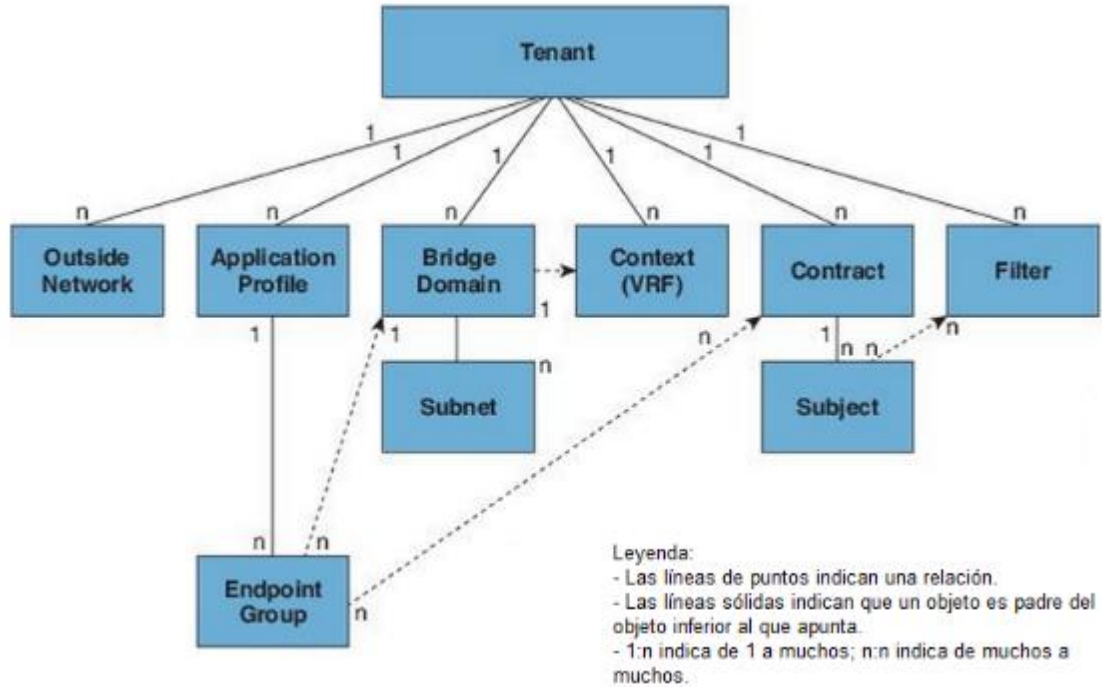 Tenant
1 1 1 1 1 1
n n n n n n
Outside
Network
Application
Profile
Bridge
Domain
Context
(VRF)
Contract
Filter
1 1 1 n 1 n n n
n
Subnet
Subject
n n
Endpoint
Group
n
Leyenda:
- Las líneas de puntos indican una relación.
- Las líneas sólidas indican que un objeto es padre del
objeto inferior al que apunta.
- 1:n indica de 1 a muchos; n:n indica de muchos a
muchos.